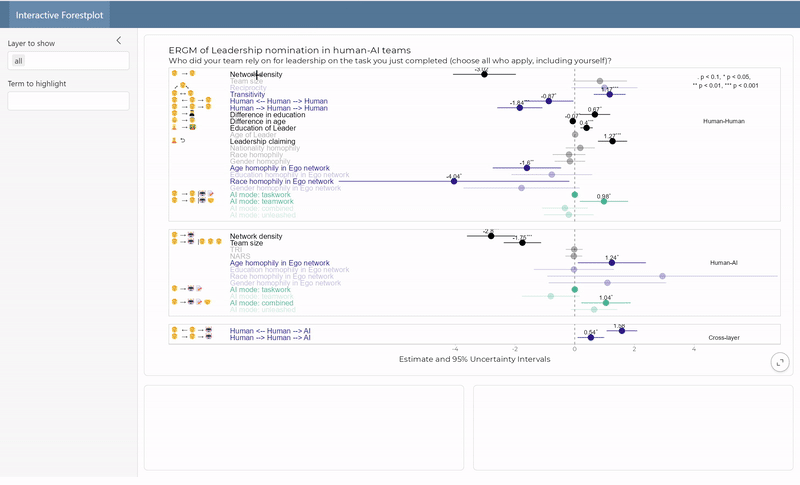 Interactive Forestplot
Layer to show
all
Term to highlight
ERGM of Leadership nomination in human-AI teams
Who did your team rely on for leadership on the task you just completed (choose all who apply, including yourself)?
Network density
Team size
Reciprocity
Transitivity
Human <-- Human --> Human
Human --> Human --> Human
Difference in education
Difference in age
Education of Leader
Age of Leader
Leadership claiming
Nationality homophily
Race homophily
Gender homophily
Age homophily in Ego network
Education homophily in Ego network
Race homophily in Ego network
Gender homophily in Ego network
AI mode: taskwork
AI mode: teamwork
AI mode: combined
AI mode: unleashed
-0.87*
-1.84***
0.67*
-0.07*
0.4***
1.27***
-1.6**
-4.04*
0.98*
. p < 0.1, * p < 0.05,
** p < 0.01, *** p < 0.001
Human-Human
Network density
Team size
TRI
NARS
Age homophily in Ego network
Education homophily in Ego network
Race homophily in Ego network
Gender homophily in Ego network
AI mode: taskwork
AI mode: teamwork
AI mode: combined
AI mode: unleashed
-1.75***
1.24*
1.04*
Human-AI
Human <-- Human --> AI
Human --> Human --> AI
0.54*
Cross-layer
-4 -2 0 2 4
Estimate and 95% Uncertainty Intervals